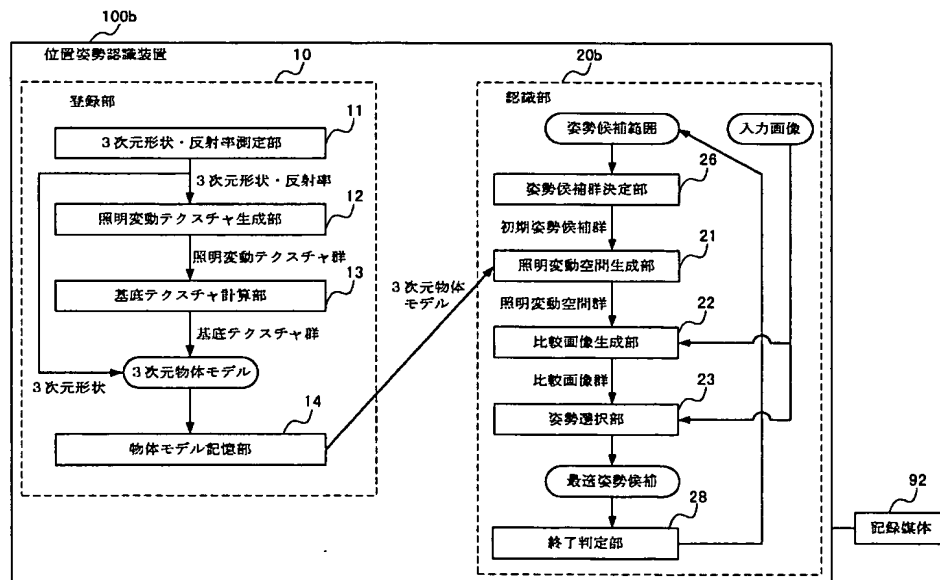 100b
位置姿勢認識装置
10
登録部
11
3次元形状・反射率測定部
3次元形状・反射率
12
照明変動テクスチャ生成部
照明変動テクスチャ群
13
基底テクスチャ計算部
基底テクスチャ群
3次元形状
3次元物体モデル
14
物体モデル記憶部
3次元物体
モデル
20b
認識部
姿勢候補範囲
入力画像
26
姿勢候補群決定部
初期姿勢候補群
21
照明変動空間生成部
照明変動空間群
22
比較画像生成部
比較画像群
23
姿勢選択部
最適姿勢候補
28
終了判定部
92
記録媒体